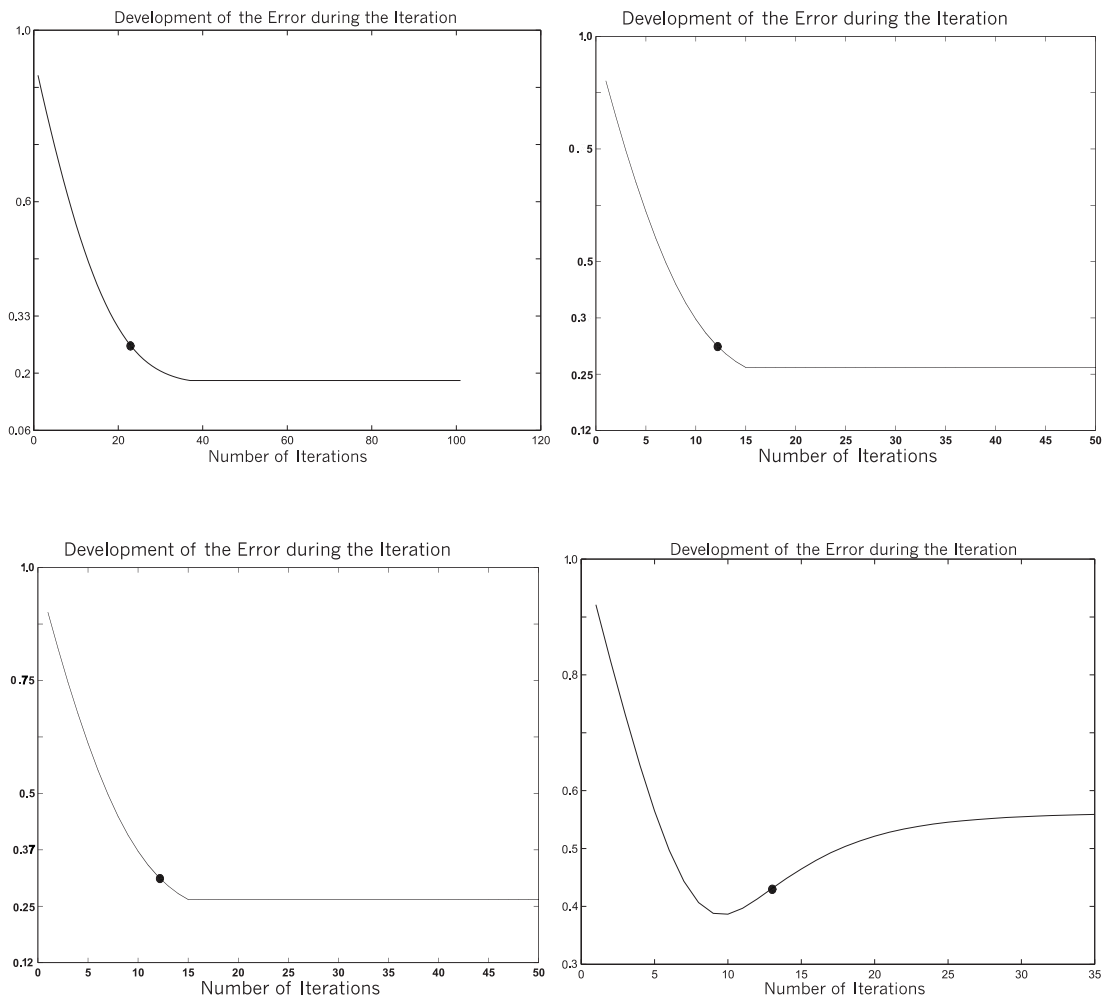 Development of the Error during the Iteration
1.0
0.6
0.33
0.2
0.06
0 20 40 60 80 100 120
Number of Iterations
Development of the Error during the Iteration
1.0
0. 5
0.5
0.3
0.25
0.12
0 5 10 15 20 25 30 35 40 45 50
Number of Iterations
Development of the Error during the Iteration
1.0
0.75
0.5
0.37
0.25
0.12
0 5 10 15 20 25 30 35 40 45 50
Number of Iterations
Development of the Error during the Iteration
1.0
0.8
0.6
0.5
0.4
0.3
0 5 10 15 20 25 30 35
Number of Iterations